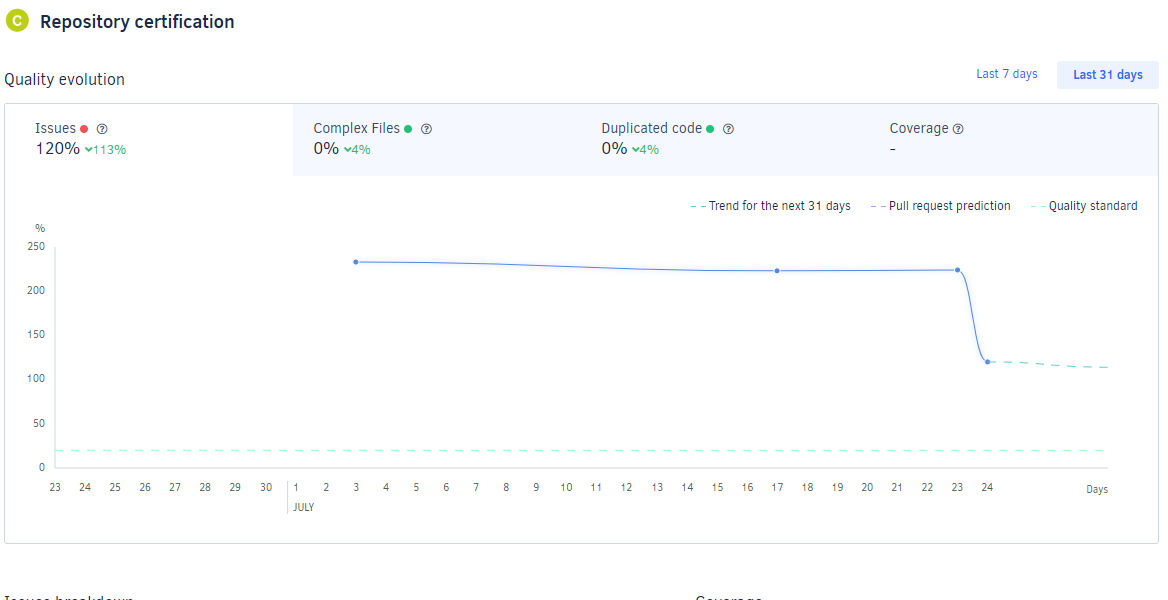 C Repository certification
Quality evolution
Last 7 days
Last 31 days
Issues
120% 113%
Complex Files
0% 4%
Duplicated code
0% 4%
Coverage
-
Trend for the next 31 days
Pull request prediction
Quality standard
%
250
200
150
100
50
0
23 24 25 26 27 28 29 30 1 2 3 4 5 6 7 8 9 10 11 12 13 14 15 16 17 18 19 20 21 22 23 24 Days
JULY
Issues breakdown
Coverage